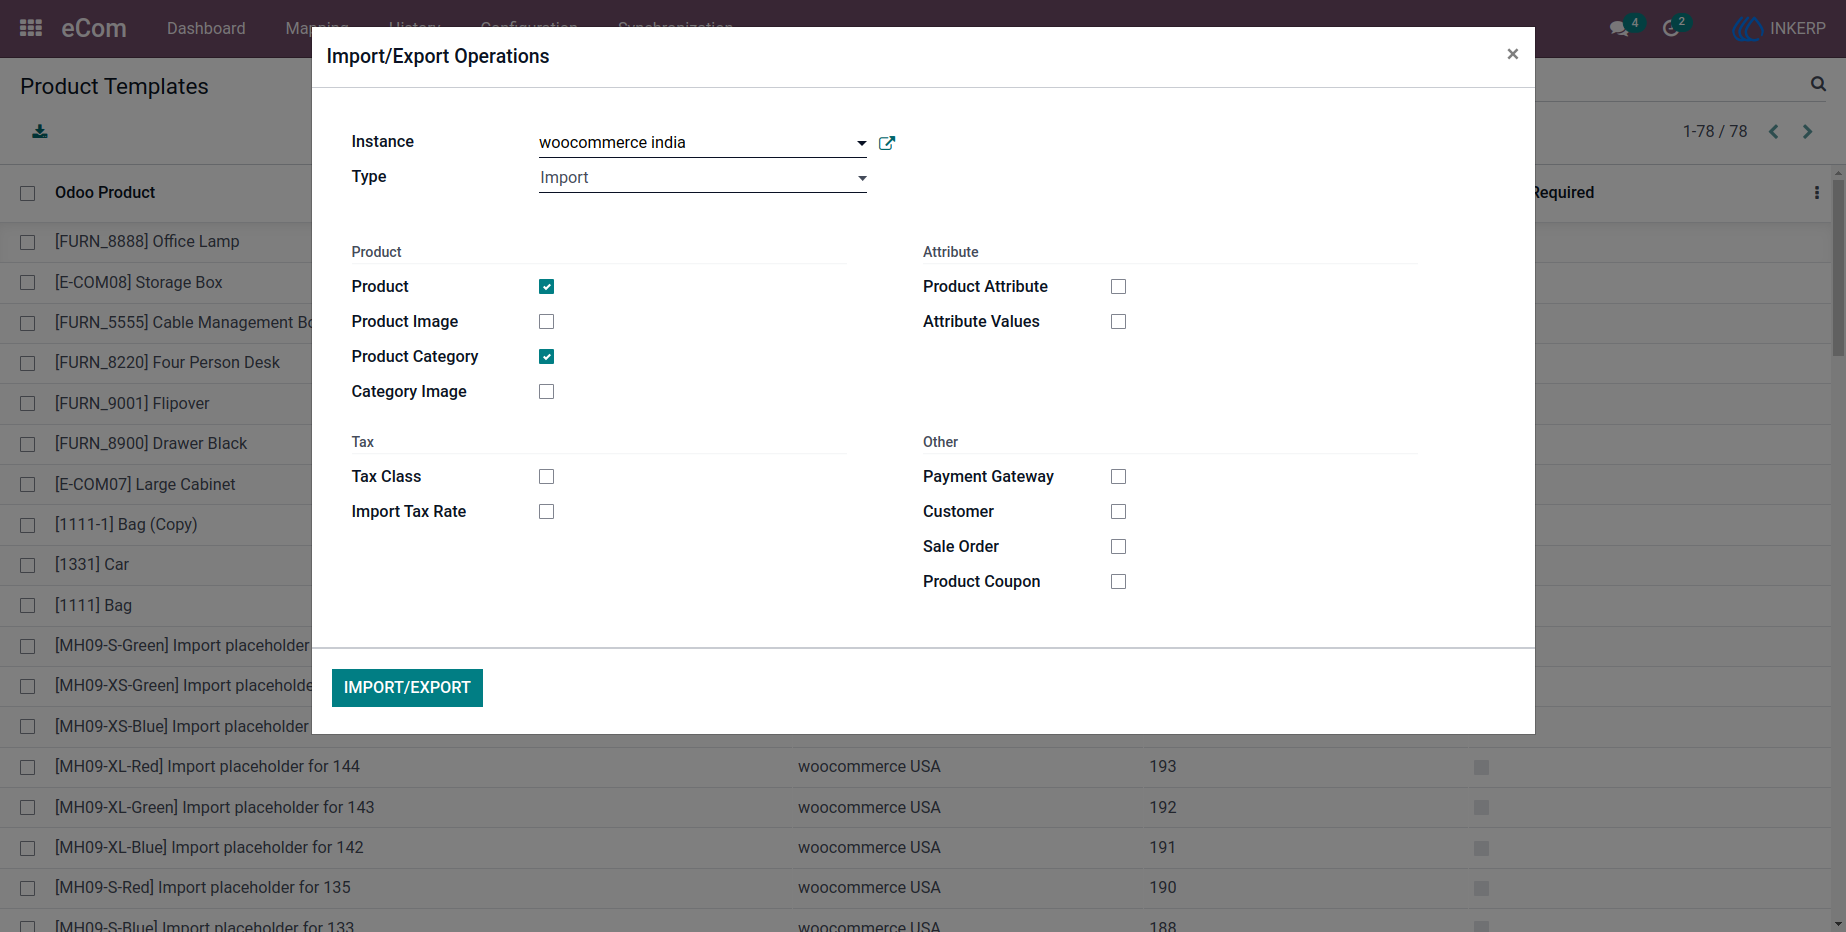 eCom Dashboard 4 2 INKERP
Import/Export Operations ×
Product Templates
Instance woocommerce india
1-78 / 78
Type Import
Odoo Product Required
[FURN_8888] Office Lamp
Product Attribute
[E-COM08] Storage Box
Product Product Attribute
[FURN_5555] Cable Management
Product Image Attribute Values
[FURN_8220] Four Person Desk
Product Category
Category Image
[FURN_9001] Flipover
[FURN_8900] Drawer Black
Tax Other
[E-COM07] Large Cabinet
Tax Class Payment Gateway
Import Tax Rate Customer
[1111-1] Bag (Copy)
Sale Order
[1331] Car
Product Coupon
[1111] Bag
[MH09-S-Green] Import placeholder
[MH09-XS-Green] Import
IMPORT/EXPORT
[MH09-XS-Blue] Import placeholder
[MH09-XL-Red] Import placeholder for 144 woocommerce USA 193
[MH09-XL-Green] Import placeholder for 143 woocommerce USA 192
[MH09-XL-Blue] Import placeholder for 142 woocommerce USA 191
[MH09-S-Red] Import placeholder for 135 woocommerce USA 190
[MH09-S-Blue] Import placeholder for 133 woocommerce USA 188